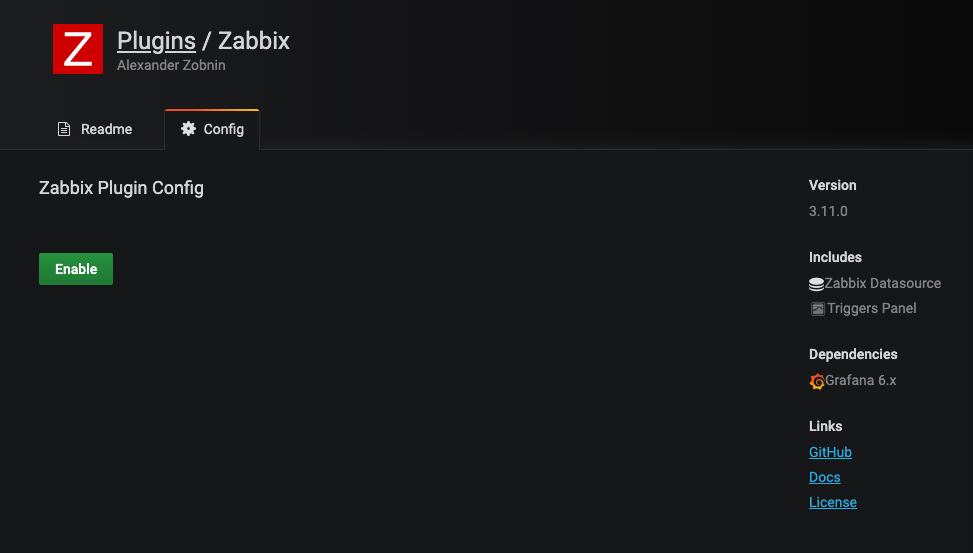 Z
Plugins / Zabbix
Alexander Zobnin
Readme
Config
Zabbix Plugin Config
Enable
Version
3.11.0
Includes
Zabbix Datasource
Triggers Panel
Dependencies
Grafana 6.x
Links
GitHub
Docs
License